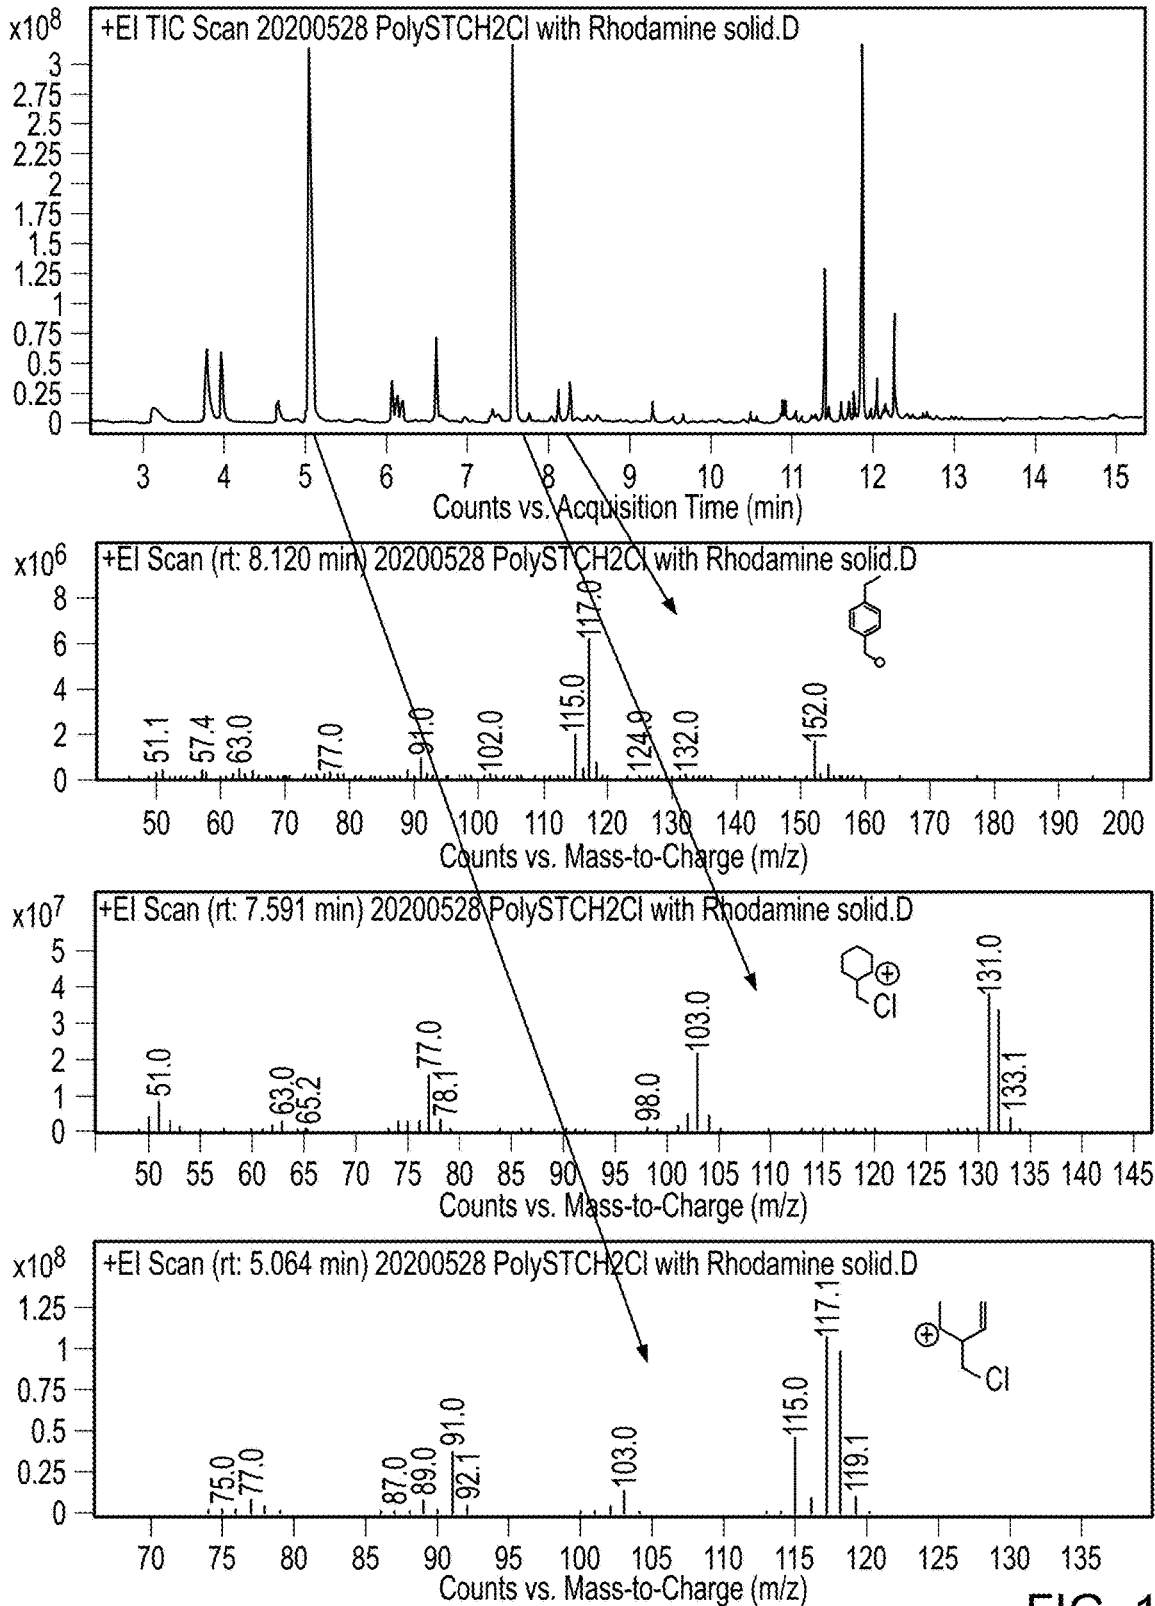 x10⁸
+EI TIC Scan 20200528 PolySTCH2Cl with Rhodamine solid.D
3
2.75
2.5
2.25
2
1.75
1.5
1.25
1
0.75
0.5
0.25
0
3 4 5 6 7 8 9 10 11 12 13 14 15
Counts vs. Acquisition Time (min)
x10⁶
+EI Scan (rt: 8.120 min) 20200528 PolySTCH2Cl with Rhodamine solid.D
8
6
4
2
0
51.1 57.4 63.0 77.0 91.0 102.0 115.0 117.0 124.9 132.0 152.0
50 60 70 80 90 100 110 120 130 140 150 160 170 180 190 200
Counts vs. Mass-to-Charge (m/z)
x10⁷
+EI Scan (rt: 7.591 min) 20200528 PolySTCH2Cl with Rhodamine solid.D
5
4
3
2
1
0
51.0 63.0 65.2 77.0 78.1 98.0 103.0 131.0 133.1
+
Cl
50 55 60 65 70 75 80 85 90 95 100 105 110 115 120 125 130 135 140 145
Counts vs. Mass-to-Charge (m/z)
x10⁸
+EI Scan (rt: 5.064 min) 20200528 PolySTCH2Cl with Rhodamine solid.D
1.25
1
0.75
0.5
0.25
0
75.0 77.0 87.0 89.0 91.0 92.1 103.0 115.0 117.1 119.1
+
Cl
70 75 80 85 90 95 100 105 110 115 120 125 130 135
Counts vs. Mass-to-Charge (m/z)